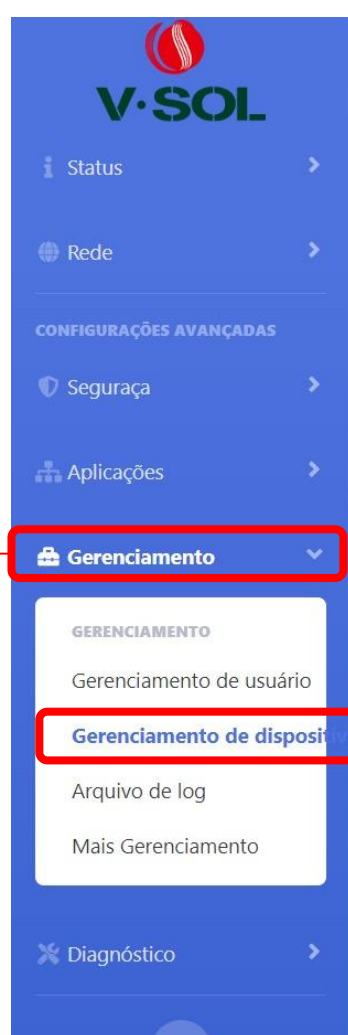 V·SOL
Status
Rede
CONFIGURAÇÕES AVANÇADAS
Seguraça
Aplicações
Gerenciamento
GERENCIAMENTO
Gerenciamento de usuário
Gerenciamento de dispositiv
Arquivo de log
Mais Gerenciamento
Diagnóstico